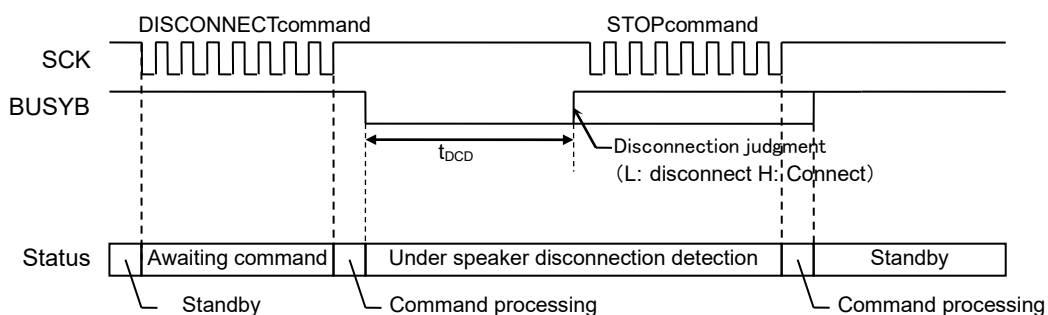 DISCONNECTcommand STOPcommand
SCK
BUSYB
Disconnection judgment
tDCD
（L: disconnect H: Connect）
Status Awaiting command Under speaker disconnection detection Standby
Standby Command processing Command processing